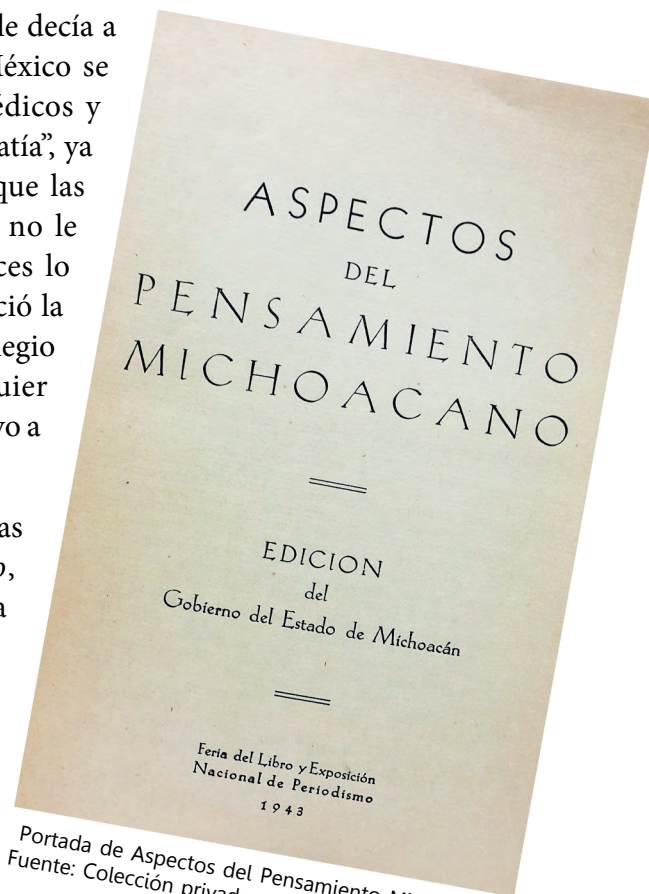 le decía a
México se
médicos y
atía”, ya
que las
no le
ces lo
ció la
legio
uier
vo a
as
o,
a
ASPECTOS
DEL
PENSAMIENTO
MICHOACANO
EDICION
del
Gobierno del Estado de Michoacán
Feria del Libro y Exposición
Nacional de Periodismo
1943
Portada de Aspectos del Pensamiento
Fuente: Colección